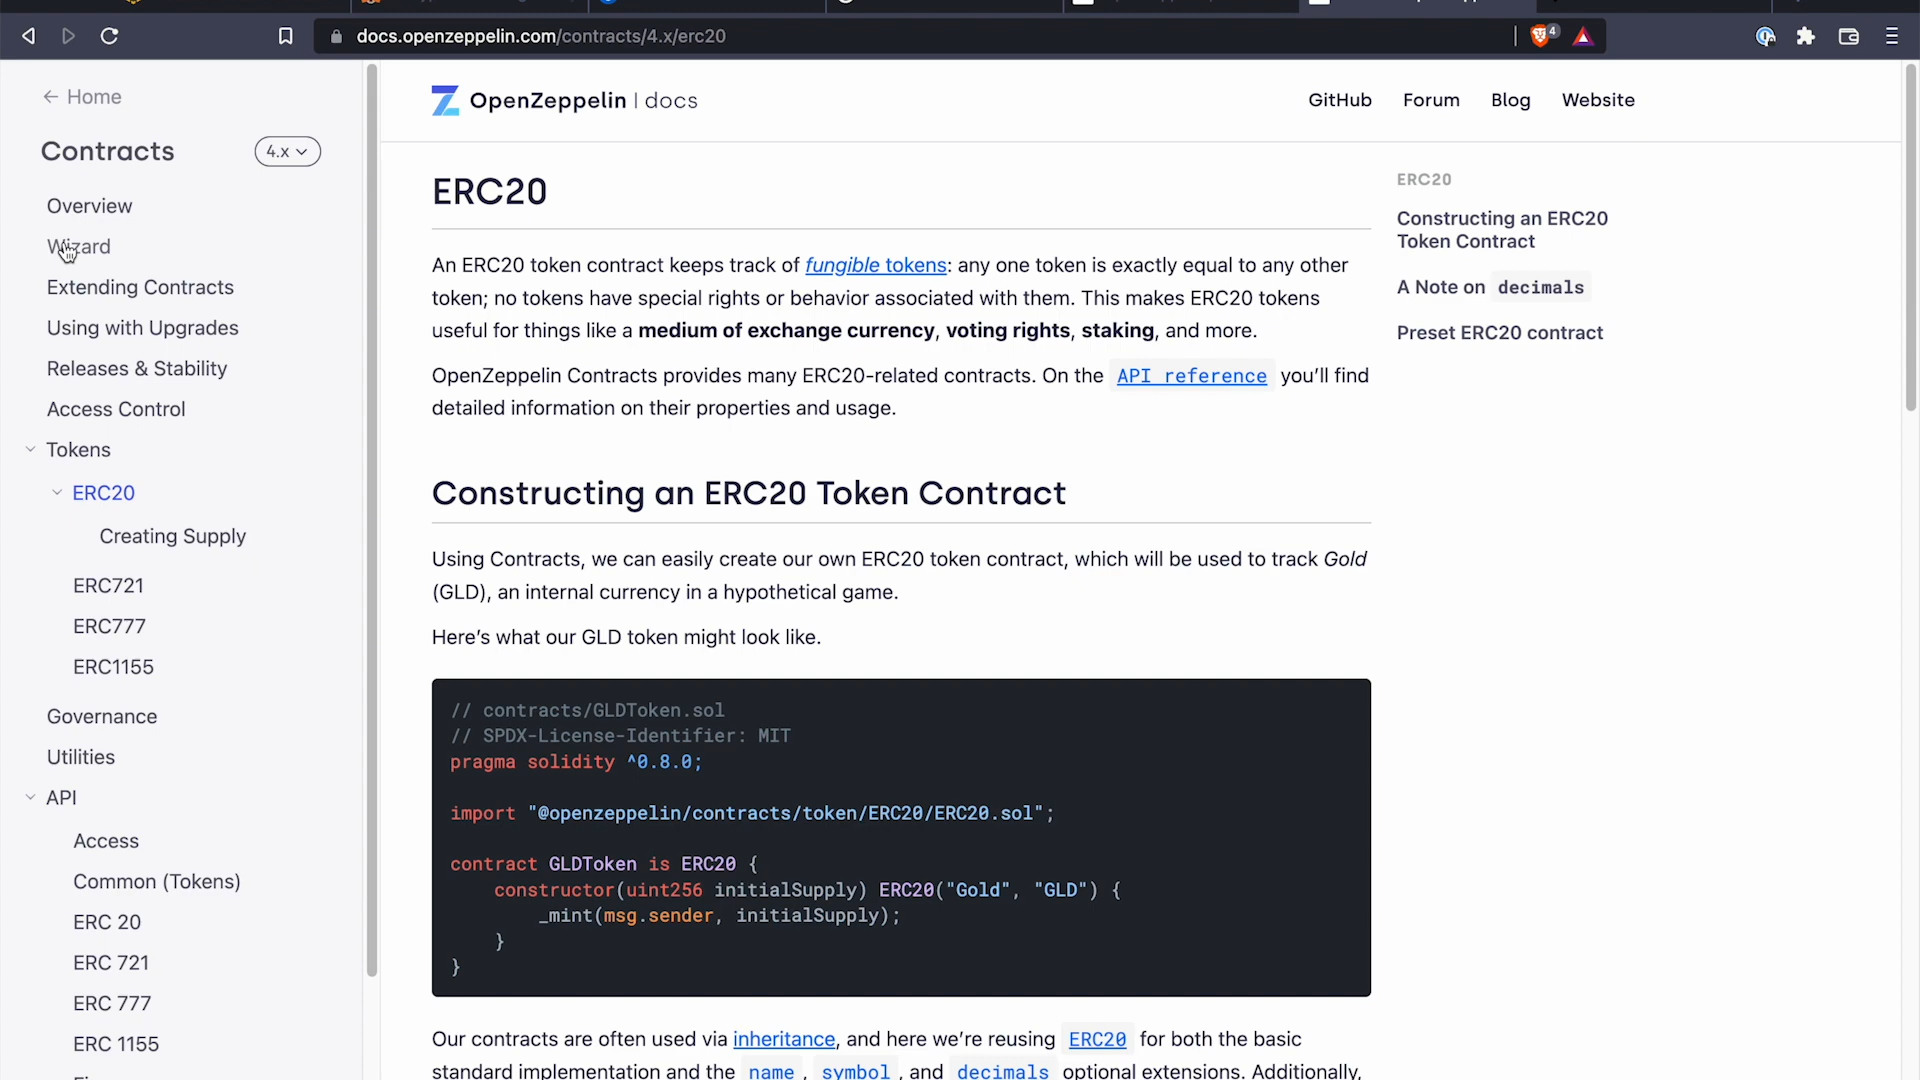 docs.openzeppelin.com/contracts/4.x/erc20
4
Home
Contracts
4.x
Overview
Wizard
Extending Contracts
Using with Upgrades
Releases & Stability
Access Control
Tokens
ERC20
Creating Supply
ERC721
ERC777
ERC1155
Governance
Utilities
API
Access
Common (Tokens)
ERC 20
ERC 721
ERC 777
ERC 1155
OpenZeppelin | docs
GitHub
Forum
Blog
Website
ERC20
An ERC20 token contract keeps track of fungible tokens: any one token is exactly equal to any other
token; no tokens have special rights or behavior associated with them. This makes ERC20 tokens
useful for things like a medium of exchange currency, voting rights, staking, and more.
OpenZeppelin Contracts provides many ERC20-related contracts. On the API reference you’ll find
detailed information on their properties and usage.
Constructing an ERC20 Token Contract
Using Contracts, we can easily create our own ERC20 token contract, which will be used to track Gold
(GLD), an internal currency in a hypothetical game.
Here’s what our GLD token might look like.
// contracts/GLDToken.sol
// SPDX-License-Identifier: MIT
pragma solidity ^0.8.0;
import "@openzeppelin/contracts/token/ERC20/ERC20.sol";
contract GLDToken is ERC20 {
constructor(uint256 initialSupply) ERC20("Gold", "GLD") {
_mint(msg.sender, initialSupply);
}
}
Our contracts are often used via inheritance, and here we’re reusing ERC20 for both the basic
standard implementation and the name, symbol, and decimals optional extensions. Additionally,
ERC20
Constructing an ERC20
Token Contract
A Note on decimals
Preset ERC20 contract